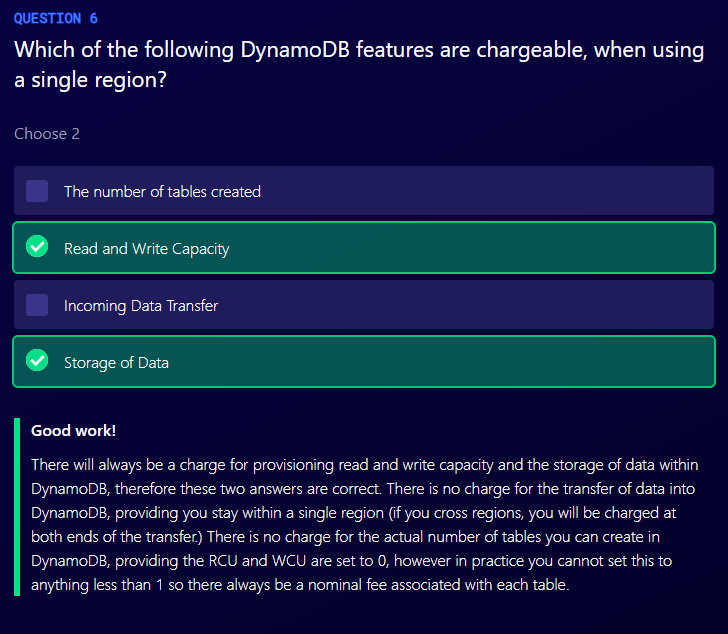 QUESTION 6
Which of the following DynamoDB features are chargeable, when using
a single region?
Choose 2
The number of tables created
Read and Write Capacity
Incoming Data Transfer
Storage of Data
Good work!
There will always be a charge for provisioning read and write capacity and the storage of data within
DynamoDB, therefore these two answers are correct. There is no charge for the transfer of data into
DynamoDB, providing you stay within a single region (if you cross regions, you will be charged at
both ends of the transfer.) There is no charge for the actual number of tables you can create in
DynamoDB, providing the RCU and WCU are set to 0, however in practice you cannot set this to
anything less than 1 so there always be a nominal fee associated with each table.